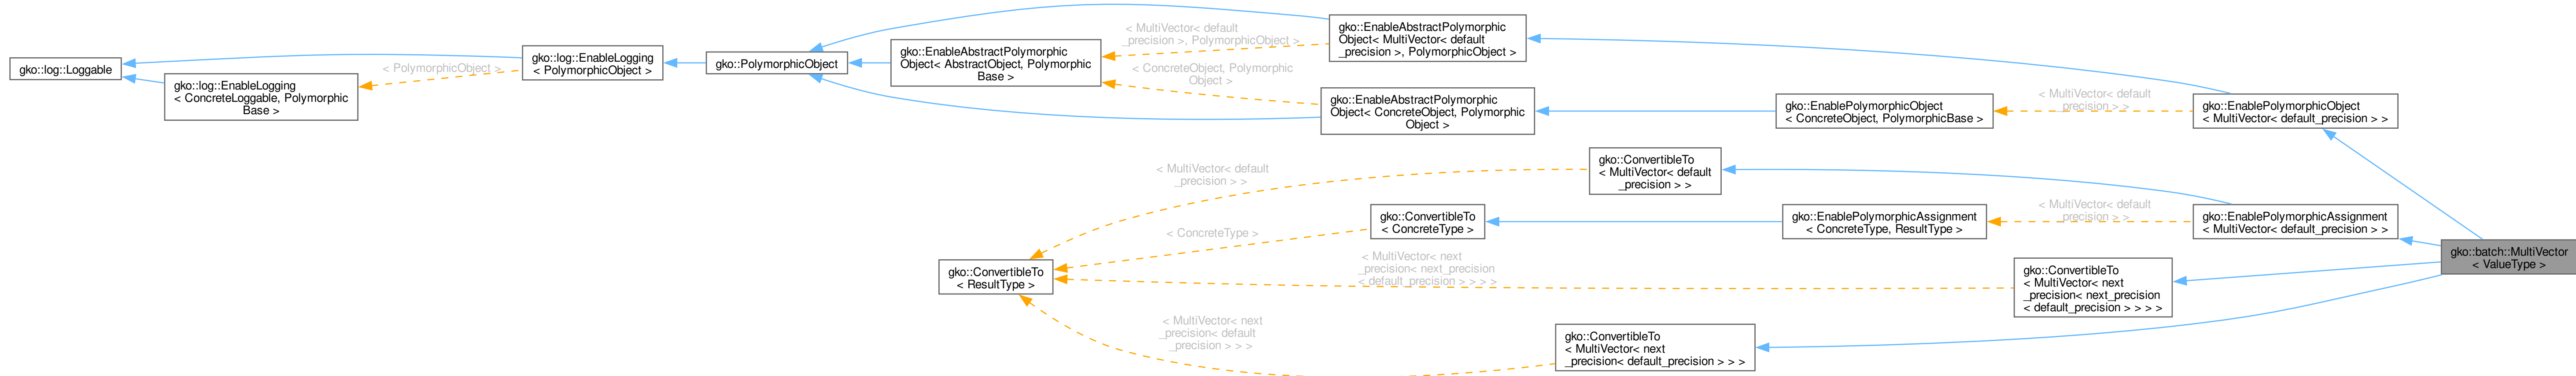 gko::log::Loggable
gko::log::EnableLogging
< ConcreteLoggable, Polymorphic
Base >
< PolymorphicObject >
gko::log::EnableLogging
< PolymorphicObject >
gko::PolymorphicObject
gko::EnableAbstractPolymorphic
Object< AbstractObject, Polymorphic
Base >
< MultiVector< default
_precision >, PolymorphicObject >
< ConcreteObject, Polymorphic
Object >
gko::EnableAbstractPolymorphic
Object< MultiVector< default
_precision >, PolymorphicObject >
gko::EnableAbstractPolymorphic
Object< ConcreteObject, Polymorphic
Object >
gko::EnablePolymorphicObject
< ConcreteObject, PolymorphicBase >
< MultiVector< default
_precision > >
gko::EnablePolymorphicObject
< MultiVector< default_precision > >
gko::ConvertibleTo
< ResultType >
< MultiVector< default
_precision > >
< ConcreteType >
< MultiVector< next
_precision< next_precision
< default_precision > > > >
< MultiVector< next
_precision< default
_precision > > >
gko::ConvertibleTo
< MultiVector< default
_precision > >
gko::ConvertibleTo
< ConcreteType >
gko::EnablePolymorphicAssignment
< ConcreteType, ResultType >
< MultiVector< default
_precision > >
gko::EnablePolymorphicAssignment
< MultiVector< default_precision > >
gko::ConvertibleTo
< MultiVector< next
_precision< next_precision
< default_precision > > > >
gko::ConvertibleTo
< MultiVector< next
_precision< default_precision > > >
gko::batch::MultiVector
< ValueType >